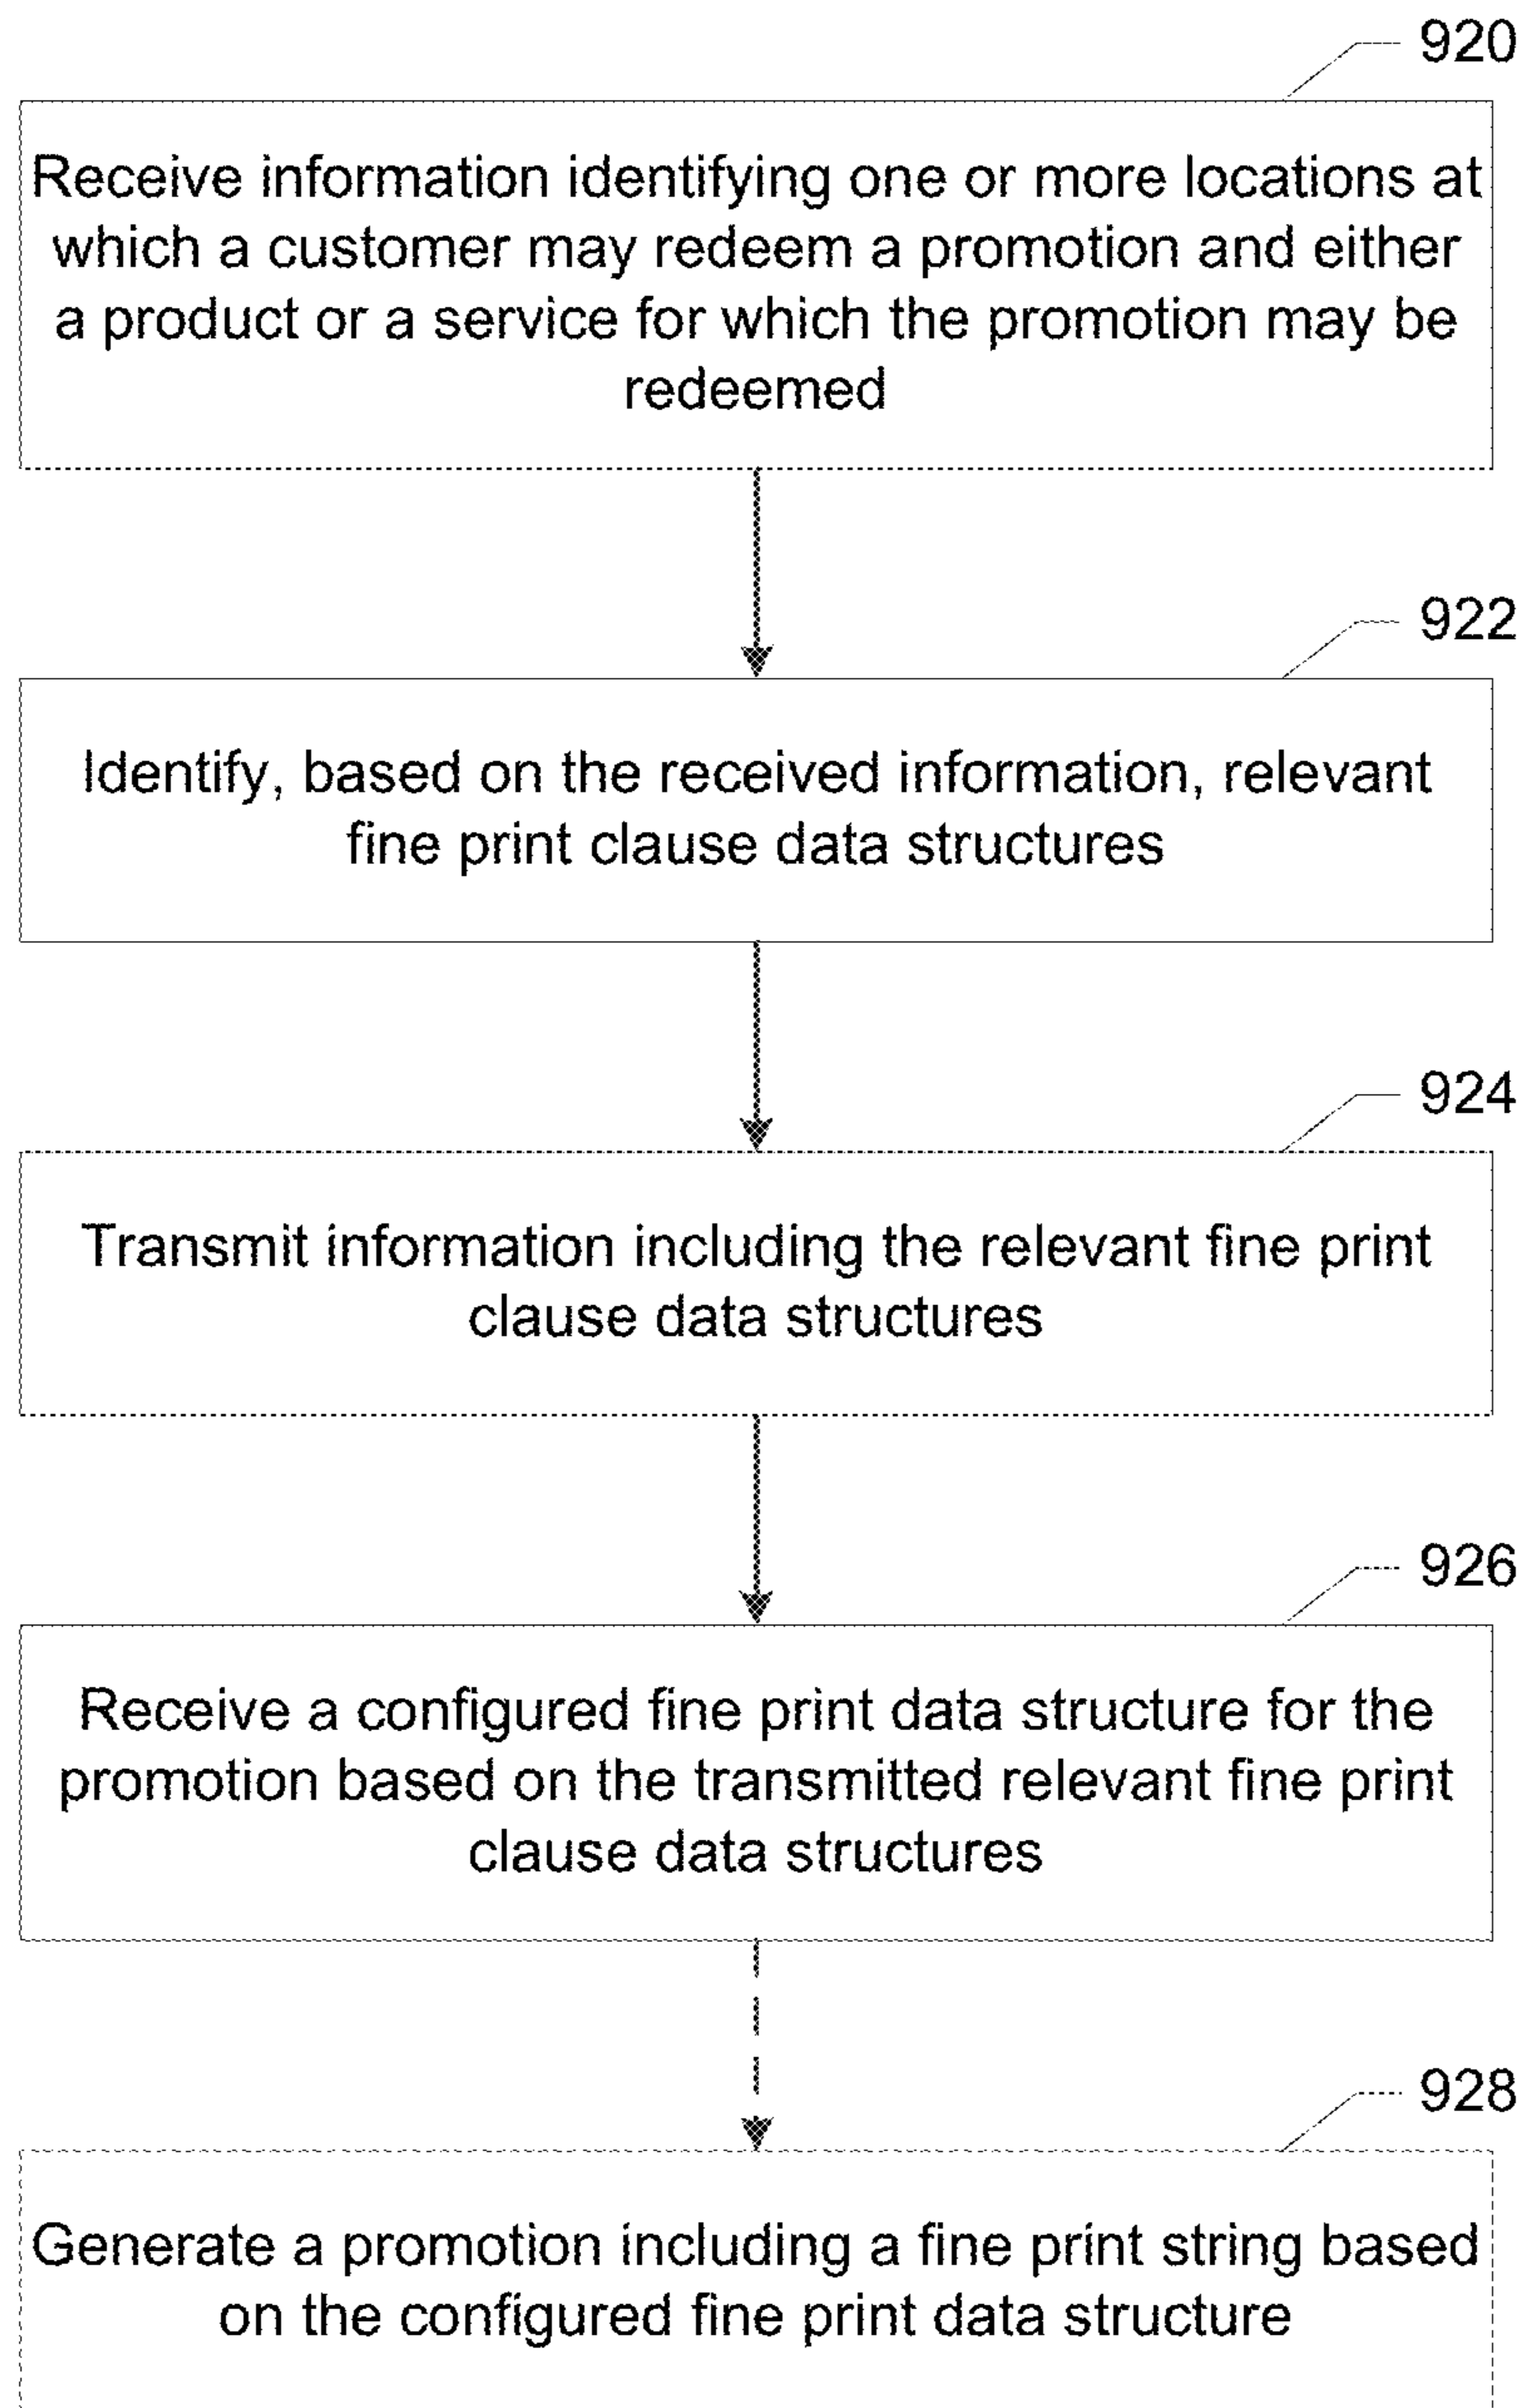 920
Receive information identifying one or more locations at
which a customer may redeem a promotion and either
a product or a service for which the promotion may be
redeemed
922
Identify, based on the received information, relevant
fine print clause data structures
924
Transmit information including the relevant fine print
clause data structures
926
Receive a configured fine print data structure for the
promotion based on the transmitted relevant fine print
clause data structures
928
Generate a promotion including a fine print string based
on the configured fine print data structure